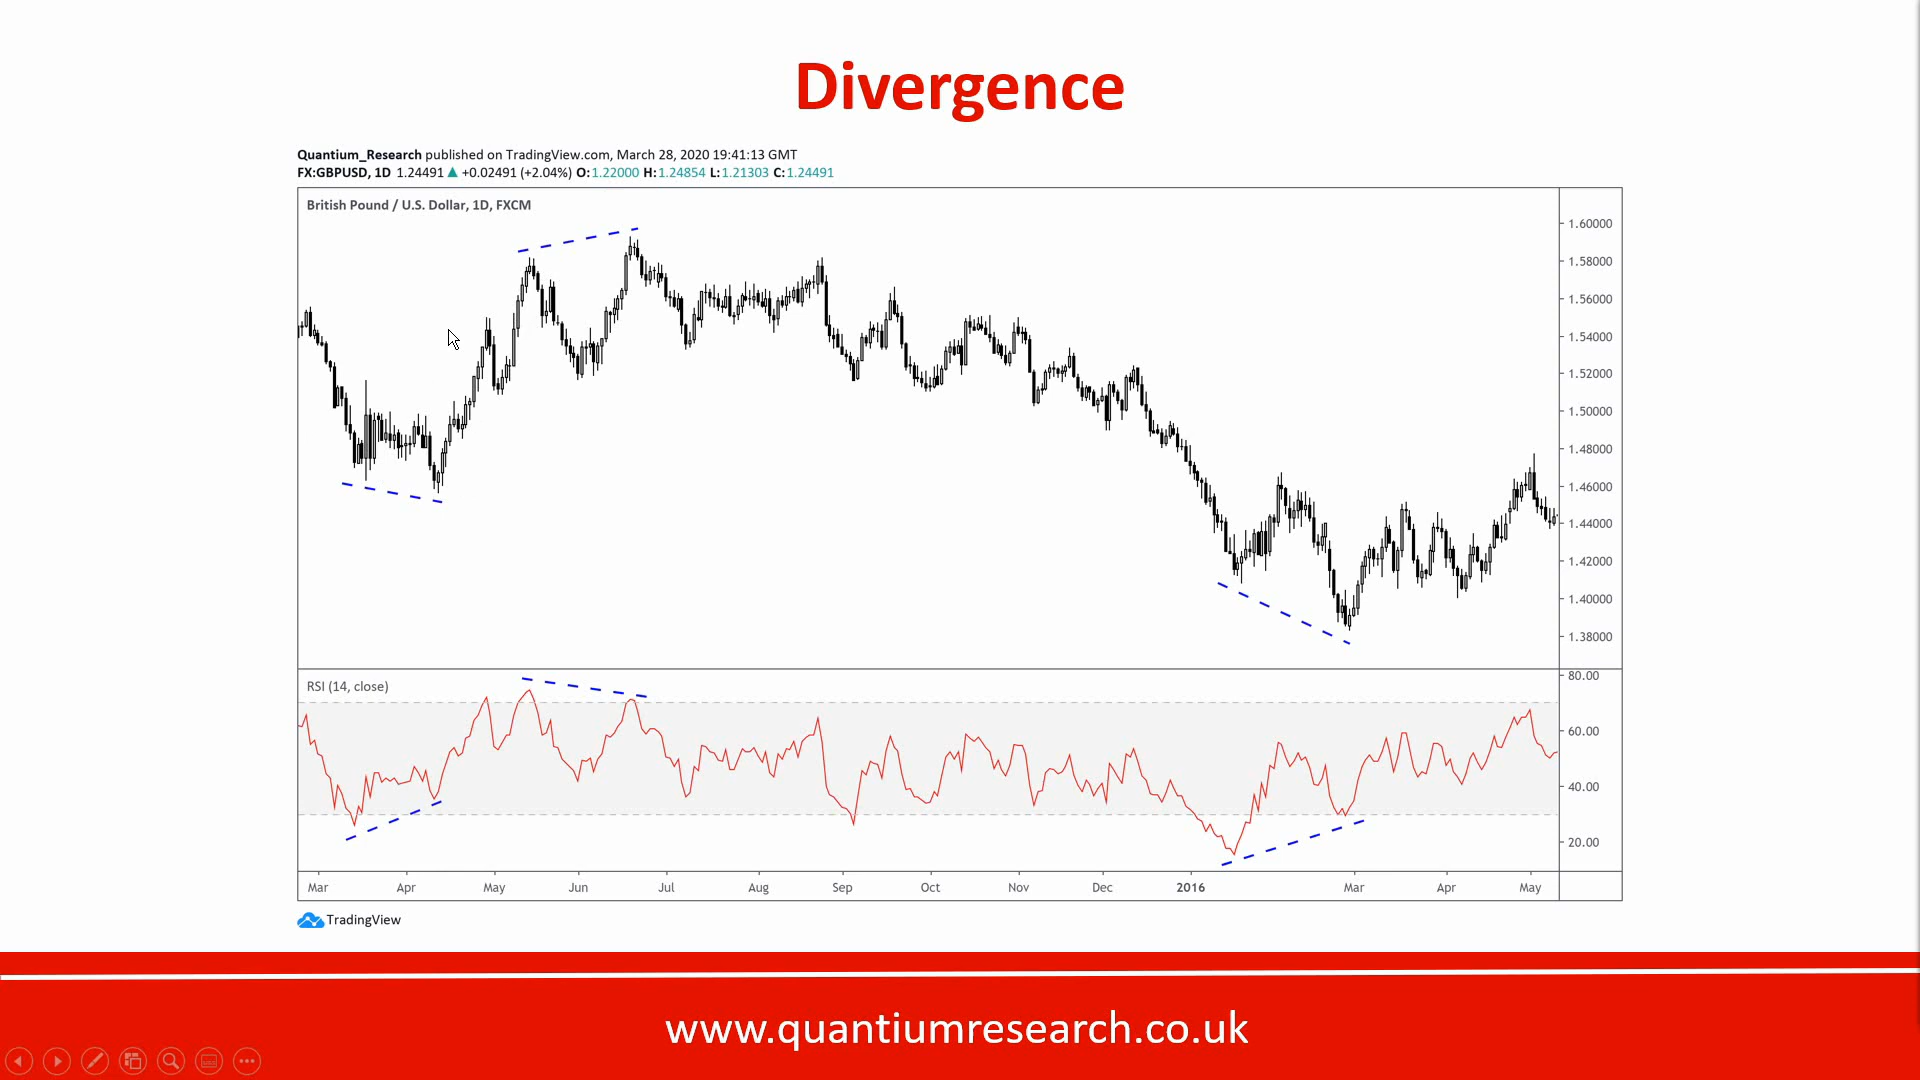 Divergence
Quantium_Research published on TradingView.com, March 28, 2020 19:41:13 GMT
FX:GBPUSD, 1D 1.24491 ▲ +0.02491 (+2.04%) O:1.22000 H:1.24854 L:1.21303 C:1.24491
British Pound / U.S. Dollar, 1D, FXCM
1.60000
1.58000
1.56000
1.54000
1.52000
1.50000
1.48000
1.46000
1.44000
1.42000
1.40000
1.38000
RSI (14, close)
80.00
60.00
40.00
20.00
Mar Apr May Jun Jul Aug Sep Oct Nov Dec 2016 Mar Apr May
TradingView
www.quantiumresearch.co.uk